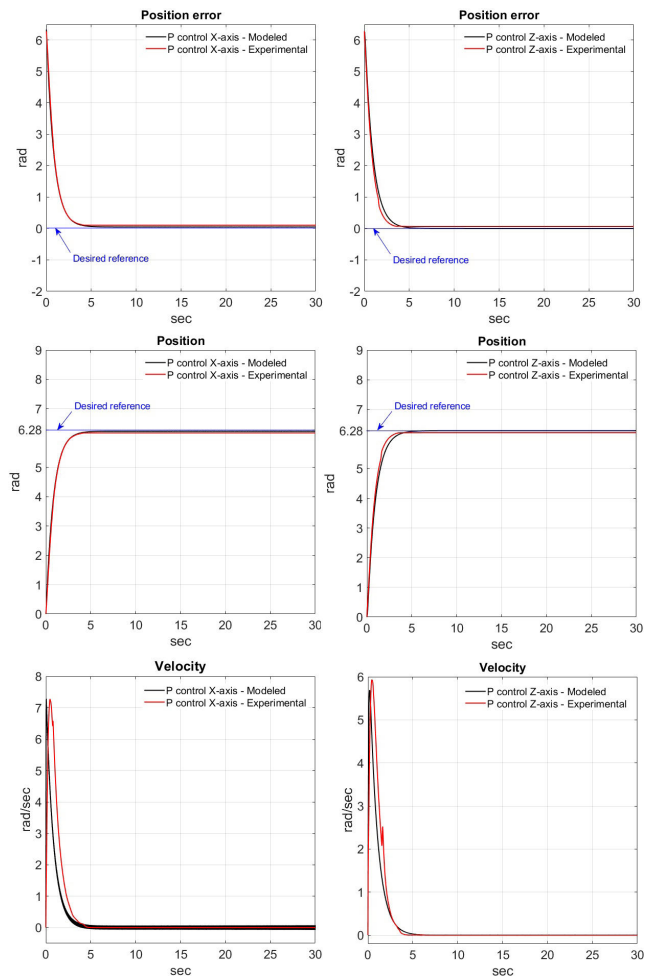 Position error
P control X-axis - Modeled
P control X-axis - Experimental
6
5
4
3
2
1
0
-1
-2
rad
Desired reference
0 5 10 15 20 25 30
sec
Position error
P control Z-axis - Modeled
P control Z-axis - Experimental
6
5
4
3
2
1
0
-1
-2
rad
Desired reference
0 5 10 15 20 25 30
sec
Position
P control X-axis - Modeled
P control X-axis - Experimental
9
8
7
6.28
5
4
3
2
1
0
rad
Desired reference
0 5 10 15 20 25 30
sec
Position
P control Z-axis - Modeled
P control Z-axis - Experimental
9
8
7
6.28
5
4
3
2
1
0
rad
Desired reference
0 5 10 15 20 25 30
sec
Velocity
P control X-axis - Modeled
P control X-axis - Experimental
8
7
6
5
4
3
2
1
0
rad/sec
0 5 10 15 20 25 30
sec
Velocity
P control Z-axis - Modeled
P control Z-axis - Experimental
6
5
4
3
2
1
0
rad/sec
0 5 10 15 20 25 30
sec